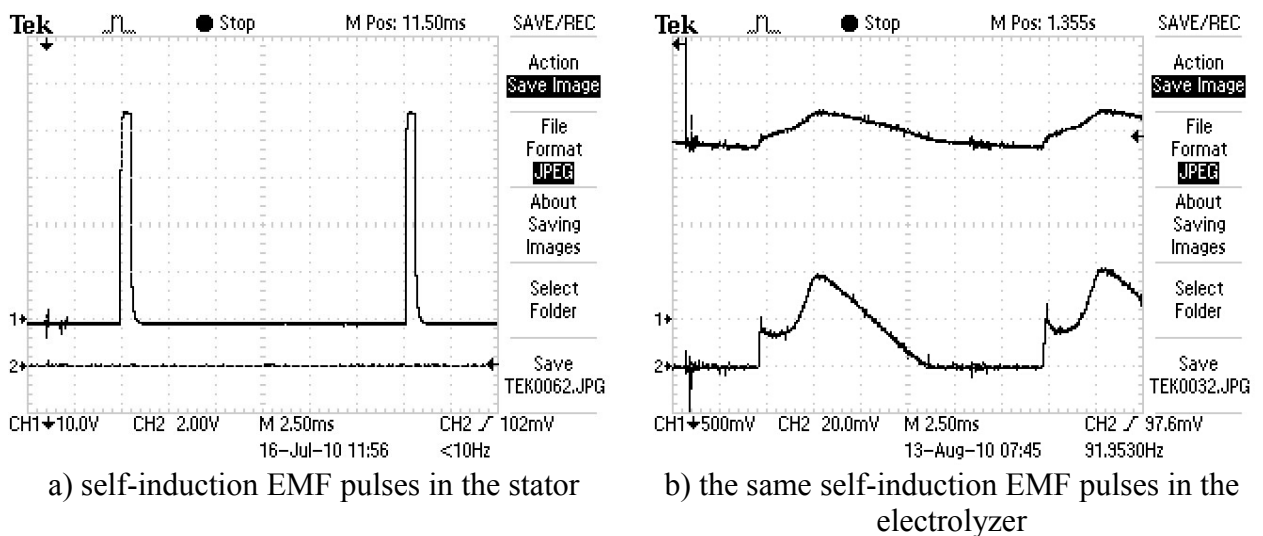 Tek Stop M Pos: 11.50ms SAVE/REC
Action
Save Image
File
Format
JPEG
About
Saving
Images
Select
Folder
Save
TEK0062.JPG
1
2
CH1 10.0V CH2 2.00V M 2.50ms CH2 102mV
16-Jul-10 11:56 <10Hz
a) self-induction EMF pulses in the stator
Tek Stop M Pos: 1.355s SAVE/REC
Action
Save Image
File
Format
JPEG
About
Saving
Images
Select
Folder
Save
TEK0032.JPG
1
2
CH1 500mV CH2 20.0mV M 2.50ms CH2 97.6mV
13-Aug-10 07:45 91.9530Hz
b) the same self-induction EMF pulses in the
electrolyzer